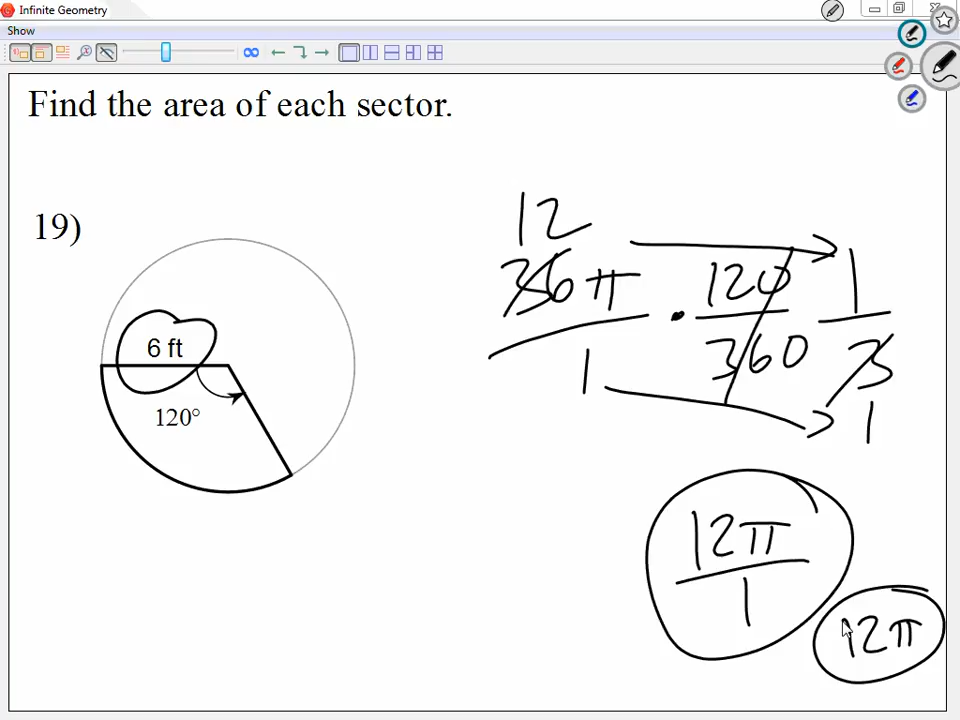 Infinite Geometry
Show
Find the area of each sector.
19)
6 ft
120°
12
36π
1
·
120
360
1
3
1
12π
1
12π